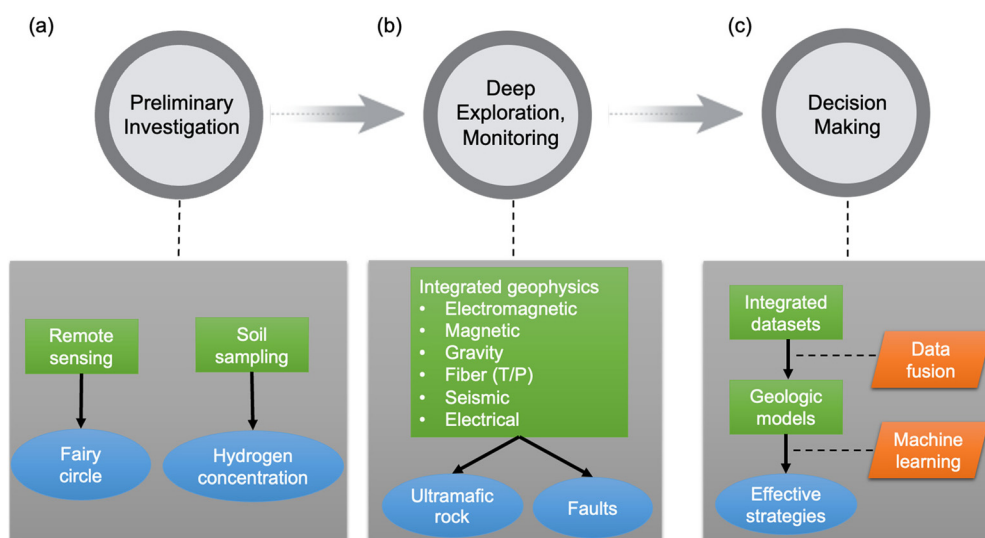 (a)
Preliminary
Investigation
(b)
Deep
Exploration,
Monitoring
(c)
Decision
Making
Remote
sensing
Soil
sampling
Fairy
circle
Hydrogen
concentration
Integrated geophysics
• Electromagnetic
• Magnetic
• Gravity
• Fiber (T/P)
• Seismic
• Electrical
Ultramafic
rock
Faults
Integrated
datasets
Data
fusion
Geologic
models
Machine
learning
Effective
strategies